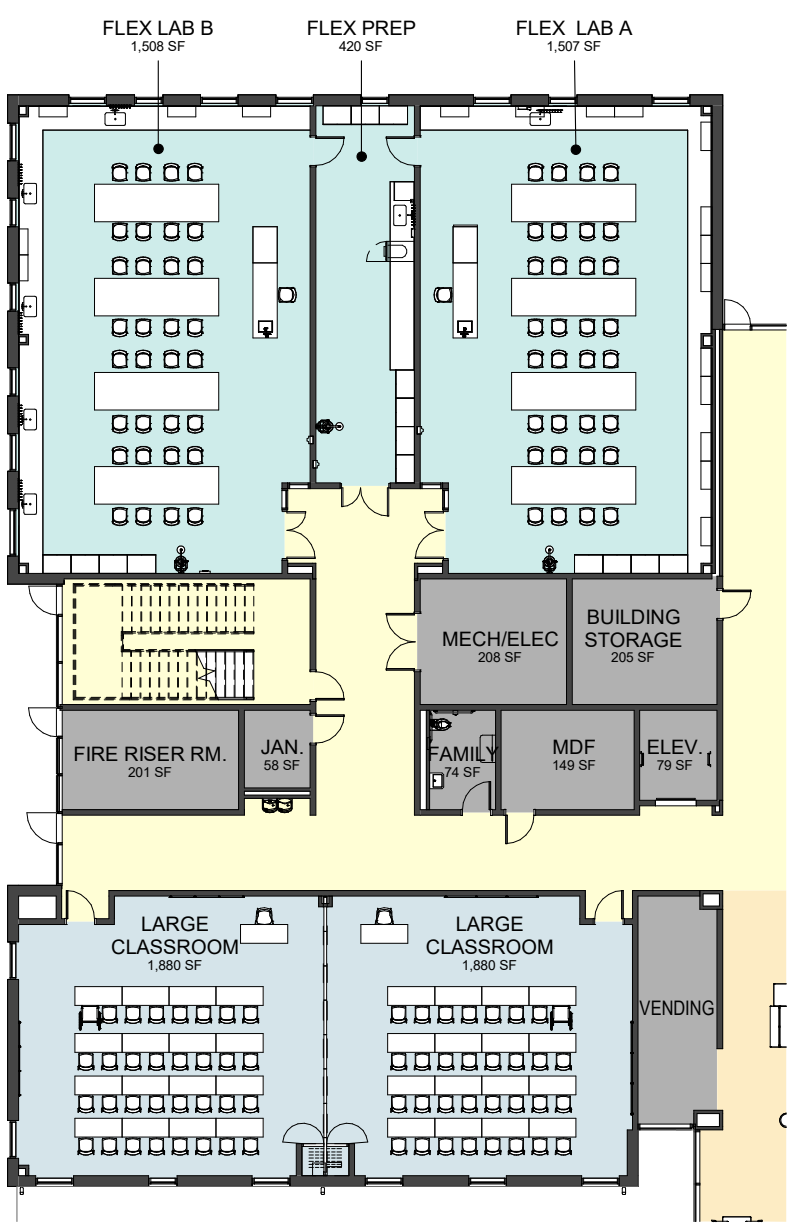 FLEX LAB B
1,508 SF
FLEX PREP
420 SF
FLEX LAB A
1,507 SF
MECH/ELEC
208 SF
BUILDING
STORAGE
205 SF
FIRE RISER RM.
201 SF
JAN.
58 SF
FAMILY
74 SF
MDF
149 SF
ELEV.
79 SF
LARGE
CLASSROOM
1,880 SF
LARGE
CLASSROOM
1,880 SF
VENDING